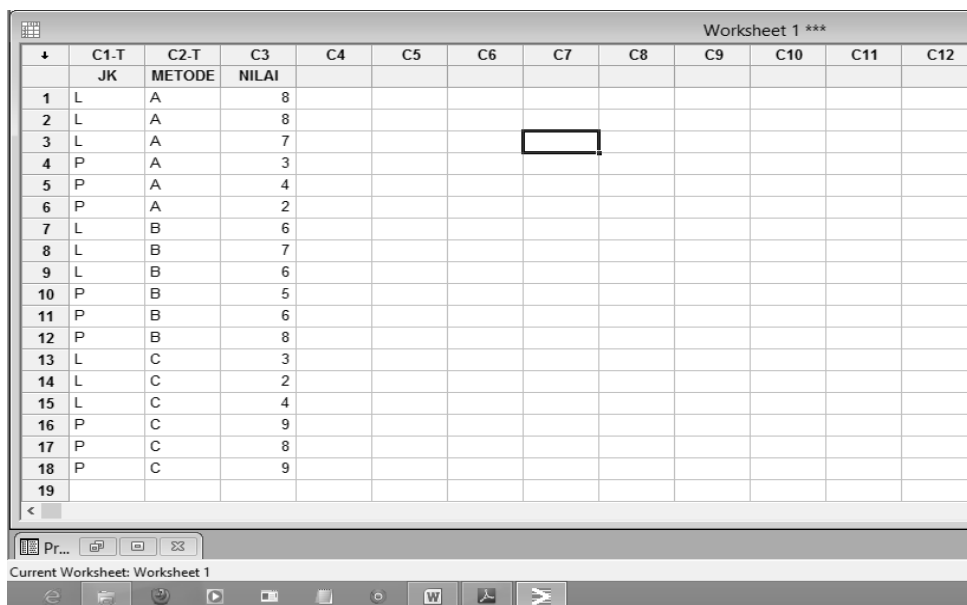 Worksheet 1 ***
C1-T C2-T C3 C4 C5 C6 C7 C8 C9 C10 C11 C12
JK METODE NILAI
1 L A 8
2 L A 8
3 L A 7
4 P A 3
5 P A 4
6 P A 2
7 L B 6
8 L B 7
9 L B 6
10 P B 5
11 P B 6
12 P B 8
13 L C 3
14 L C 2
15 L C 4
16 P C 9
17 P C 8
18 P C 9
19
Pr...
Current Worksheet: Worksheet 1